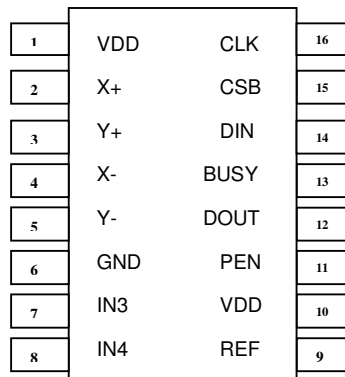 1 VDD CLK 16
2 X+ CSB 15
3 Y+ DIN 14
4 X- BUSY 13
5 Y- DOUT 12
6 GND PEN 11
7 IN3 VDD 10
8 IN4 REF 9